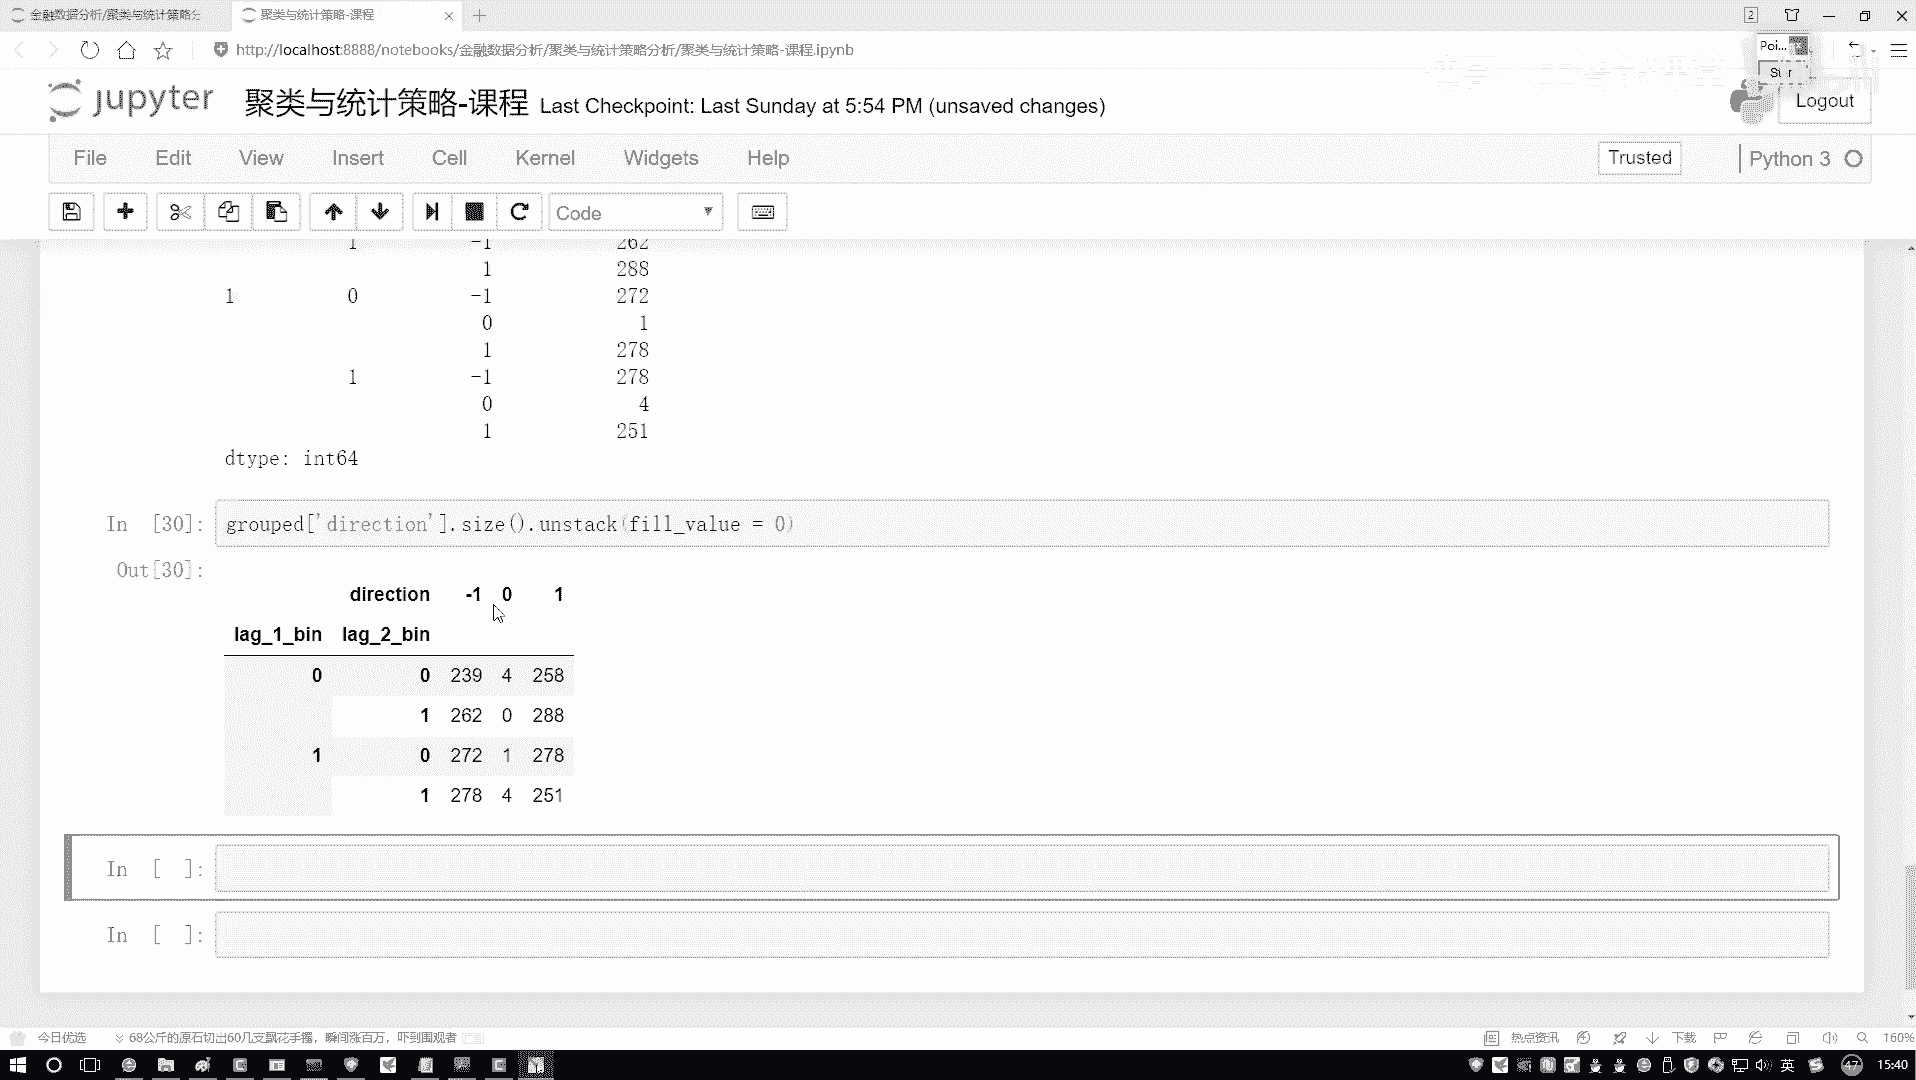 金融数据分析/聚类与统计策略分
聚类与统计策略-课程
2
http://localhost:8888/notebooks/金融数据分析/聚类与统计策略分析/聚类与统计策略-课程.ipynb
Poi...
jupyter 聚类与统计策略-课程 Last Checkpoint: Last Sunday at 5:54 PM (unsaved changes)
Logout
File Edit View Insert Cell Kernel Widgets Help
Trusted Python 3
Code
1 -1 262
1 288
1 0 -1 272
0 1
1 278
1 -1 278
0 4
1 251
dtype: int64
In [30]: grouped['direction'].size().unstack(fill_value = 0)
Out[30]:
direction -1 0 1
lag_1_bin lag_2_bin
0 0 239 4 258
1 262 0 288
1 0 272 1 278
1 278 4 251
In [ ]:
In [ ]:
今日优选 68公斤的原石切出60几支飘花手镯，瞬间涨百万，吓到围观者
热点资讯 下载 160%
英 47 15:40